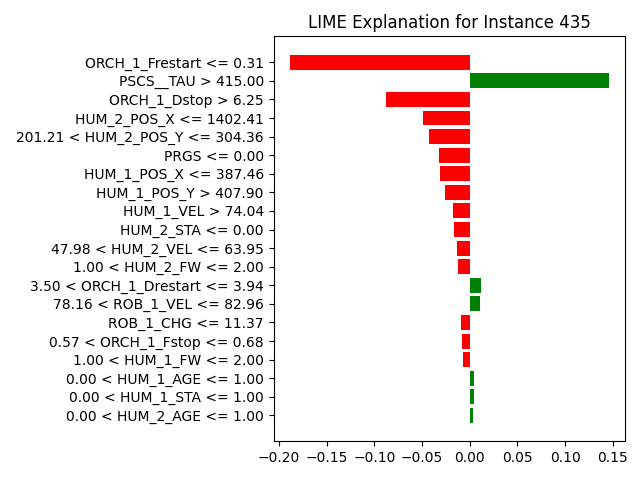 LIME Explanation for Instance 435
ORCH_1_Frestart <= 0.31
PSCS__TAU > 415.00
ORCH_1_Dstop > 6.25
HUM_2_POS_X <= 1402.41
201.21 < HUM_2_POS_Y <= 304.36
PRGS <= 0.00
HUM_1_POS_X <= 387.46
HUM_1_POS_Y > 407.90
HUM_1_VEL > 74.04
HUM_2_STA <= 0.00
47.98 < HUM_2_VEL <= 63.95
1.00 < HUM_2_FW <= 2.00
3.50 < ORCH_1_Drestart <= 3.94
78.16 < ROB_1_VEL <= 82.96
ROB_1_CHG <= 11.37
0.57 < ORCH_1_Fstop <= 0.68
1.00 < HUM_1_FW <= 2.00
0.00 < HUM_1_AGE <= 1.00
0.00 < HUM_1_STA <= 1.00
0.00 < HUM_2_AGE <= 1.00
−0.20 −0.15 −0.10 −0.05 0.00 0.05 0.10 0.15